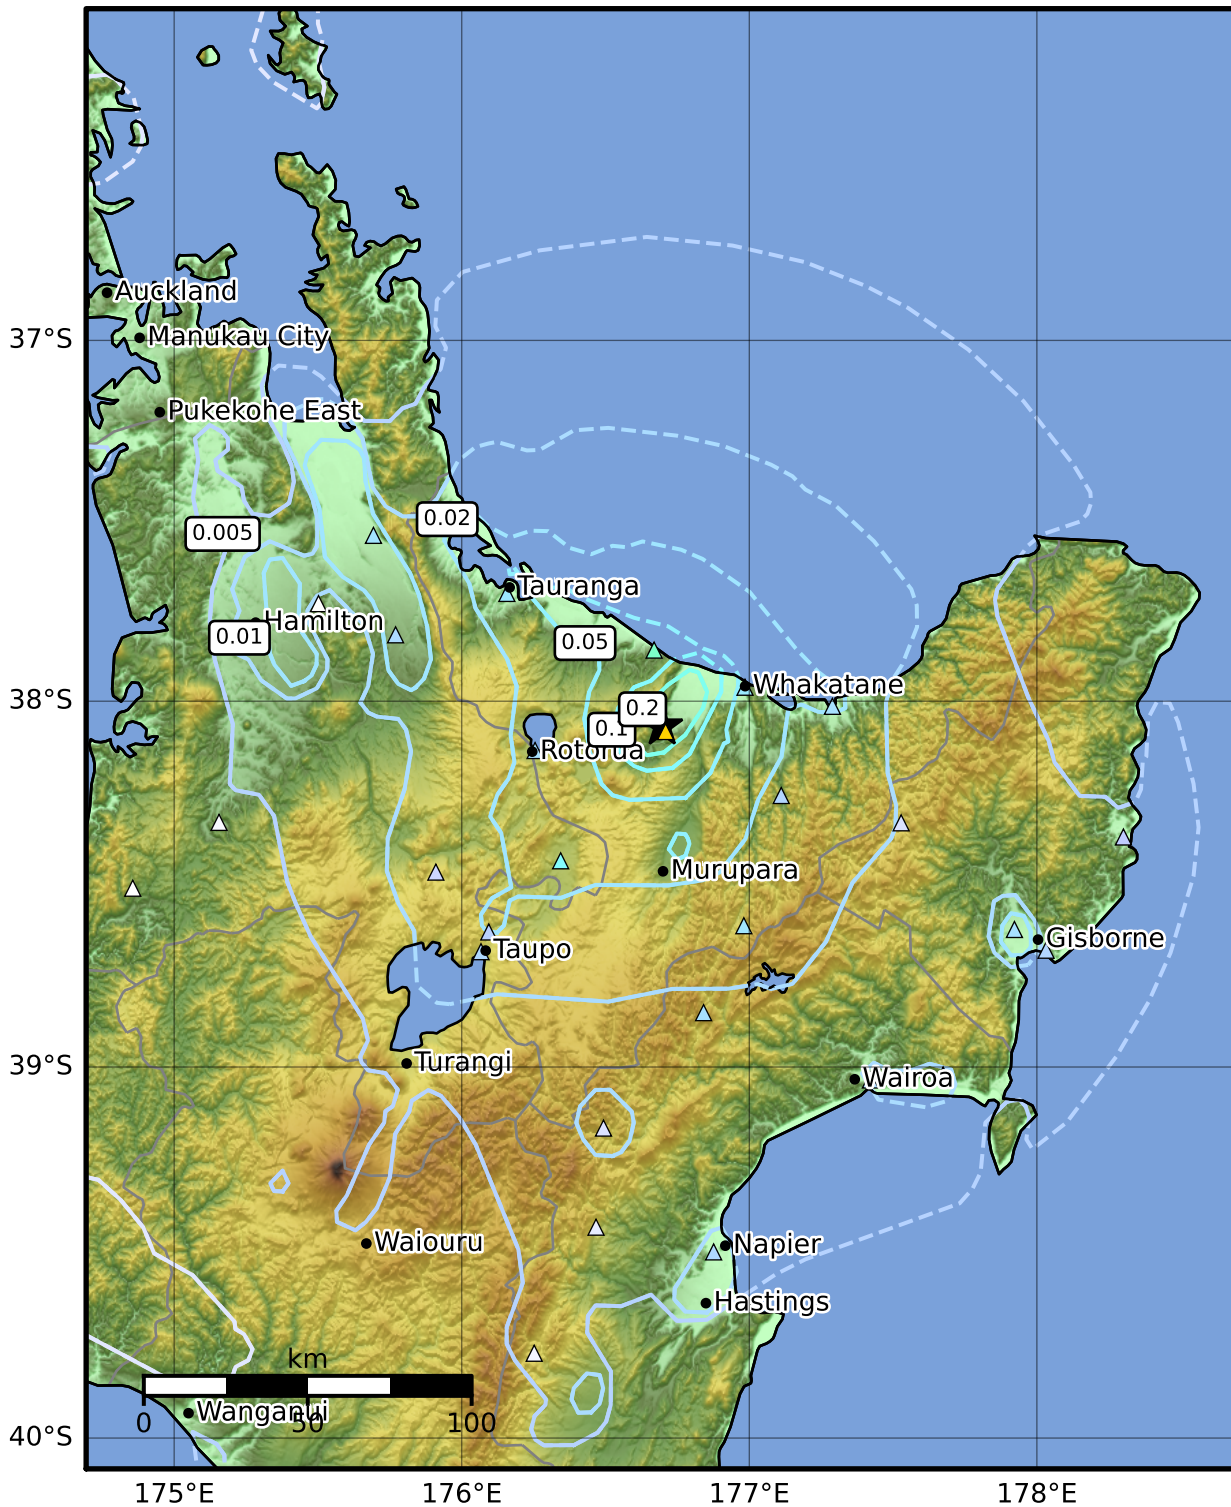 Auckland
37°S
Manukau City
Pukekohe East
0.02
0.005
Tauranga
Hamilton
0.01
0.05
Whakatane
38°S
0.2
0.1
Rotorua
Murupara
Gisborne
Taupo
39°S
Turangi
Wairoa
Waiouru
Napier
Hastings
km
Wanganui
0 50 100
40°S
175°E 176°E 177°E 178°E